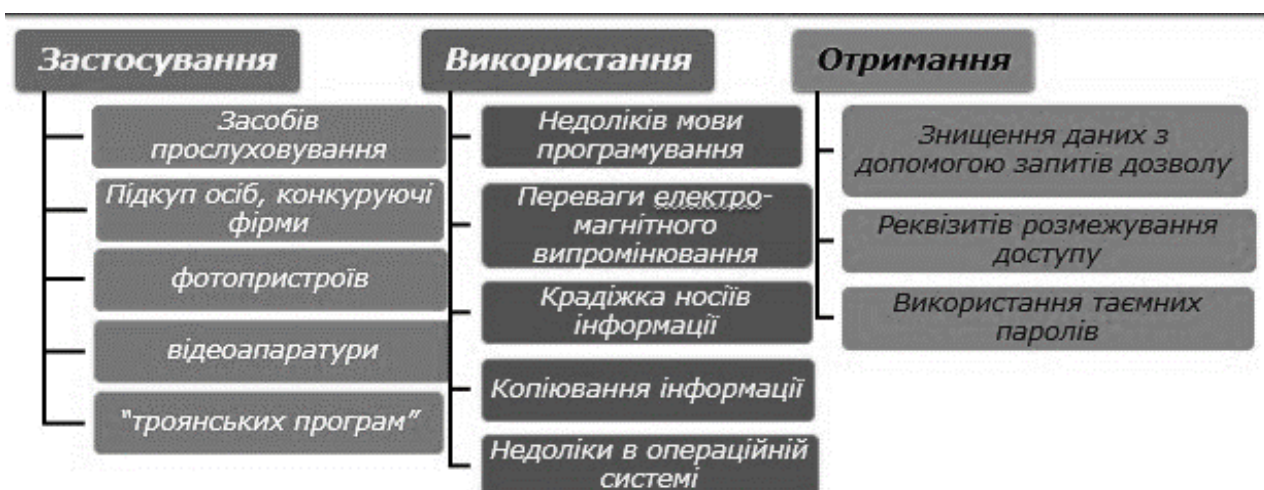 Застосування
Засобів
прослуховування
Підкуп осіб, конкуруючі
фірми
фотопристроїв
відеоапаратури
"троянських програм”
Використання
Недоліків мови
програмування
Переваги електро-
магнітного
випромінювання
Крадіжка носіїв
інформації
Копіювання інформації
Недоліки в операційній
системі
Отримання
Знищення даних з
допомогою запитів дозволу
Реквізитів розмежування
доступу
Використання таємних
паролів